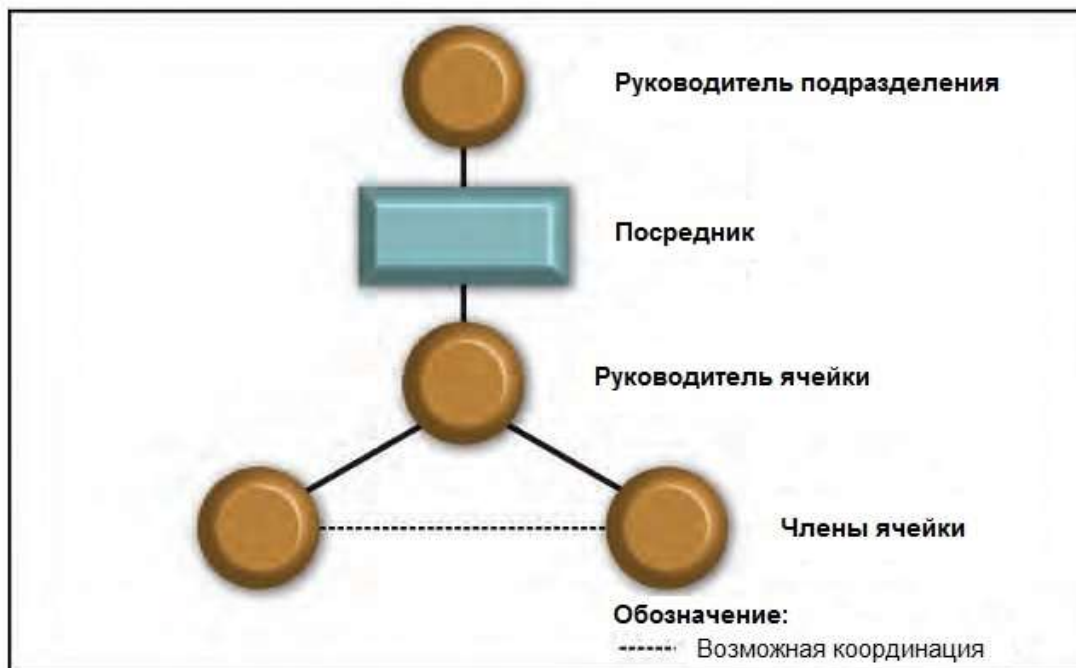 Руководитель подразделения
Посредник
Руководитель ячейки
Члены ячейки
Обозначение:
Возможная координация